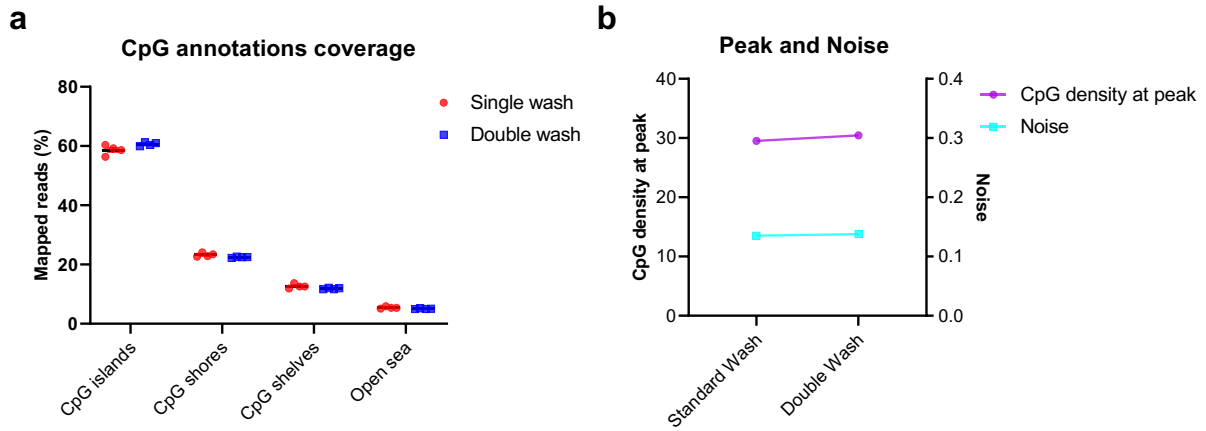 a
CpG annotations coverage
80
60
40
20
0
Mapped reads (%)
CpG islands
CpG shores
CpG shelves
Open sea
Single wash
Double wash
b
Peak and Noise
40
30
20
10
0
CpG density at peak
0.4
0.3
0.2
0.1
0.0
Noise
Standard Wash
Double Wash
CpG density at peak
Noise